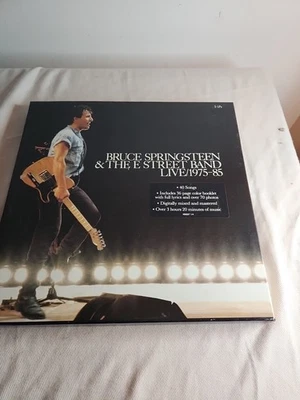 BRUCE SPRINGSTEEN
& THE E STREET BAND
LIVE/1975-85
• 40 Songs
• Includes 36 page color booklet
with full lyrics and over 70 photos
• Digitally mixed and mastered
• Over 3 hours 20 minutes of music